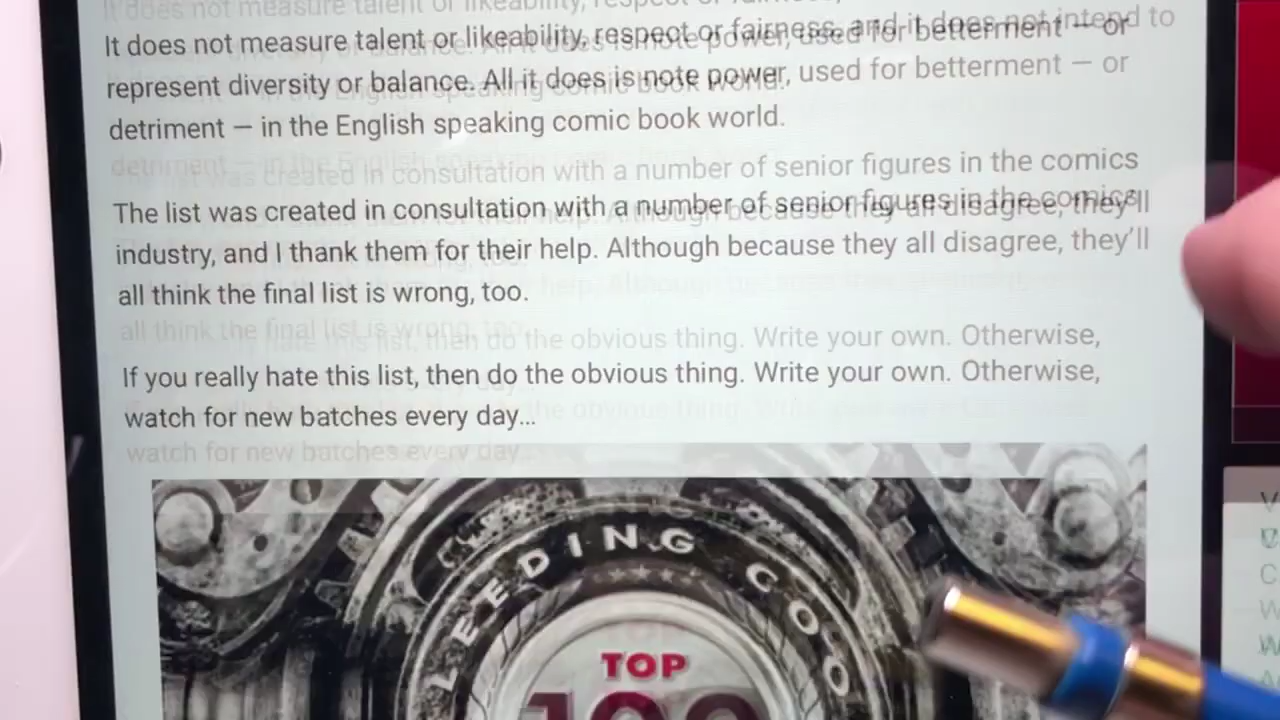 It does not measure talent or likeability, respect or fairness, and it does not intend to
represent diversity or balance. All it does is note power, used for betterment — or
detriment — in the English speaking comic book world.
The list was created in consultation with a number of senior figures in the comics
industry, and I thank them for their help. Although because they all disagree, they’ll
all think the final list is wrong, too.
If you really hate this list, then do the obvious thing. Write your own. Otherwise,
watch for new batches every day...
LEEDING COO
TOP
100